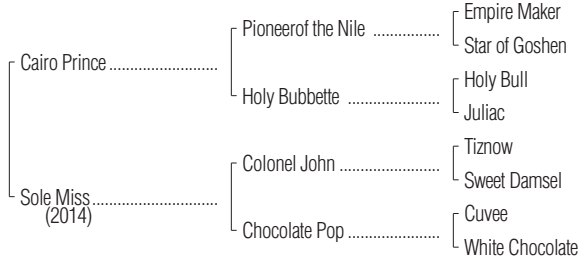 Empire Maker
Pioneerof the Nile ..................
Star of Goshen
Cairo Prince ...........................
Holy Bull
Holy Bubbette ........................
Juliac
Tiznow
Colonel John ...........................
Sweet Damsel
Sole Miss ...............................
(2014)
Cuvee
Chocolate Pop ........................
White Chocolate